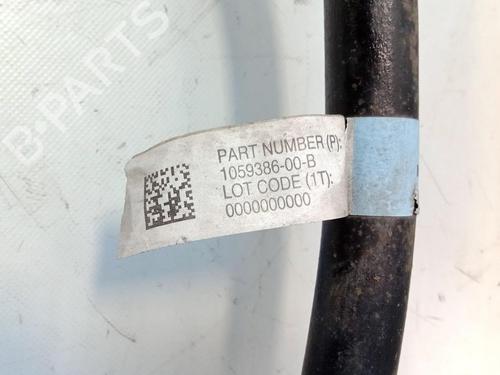 B-PARTS
PART NUMBER (P):
1059386-00-B
LOT CODE (1T):
0000000000